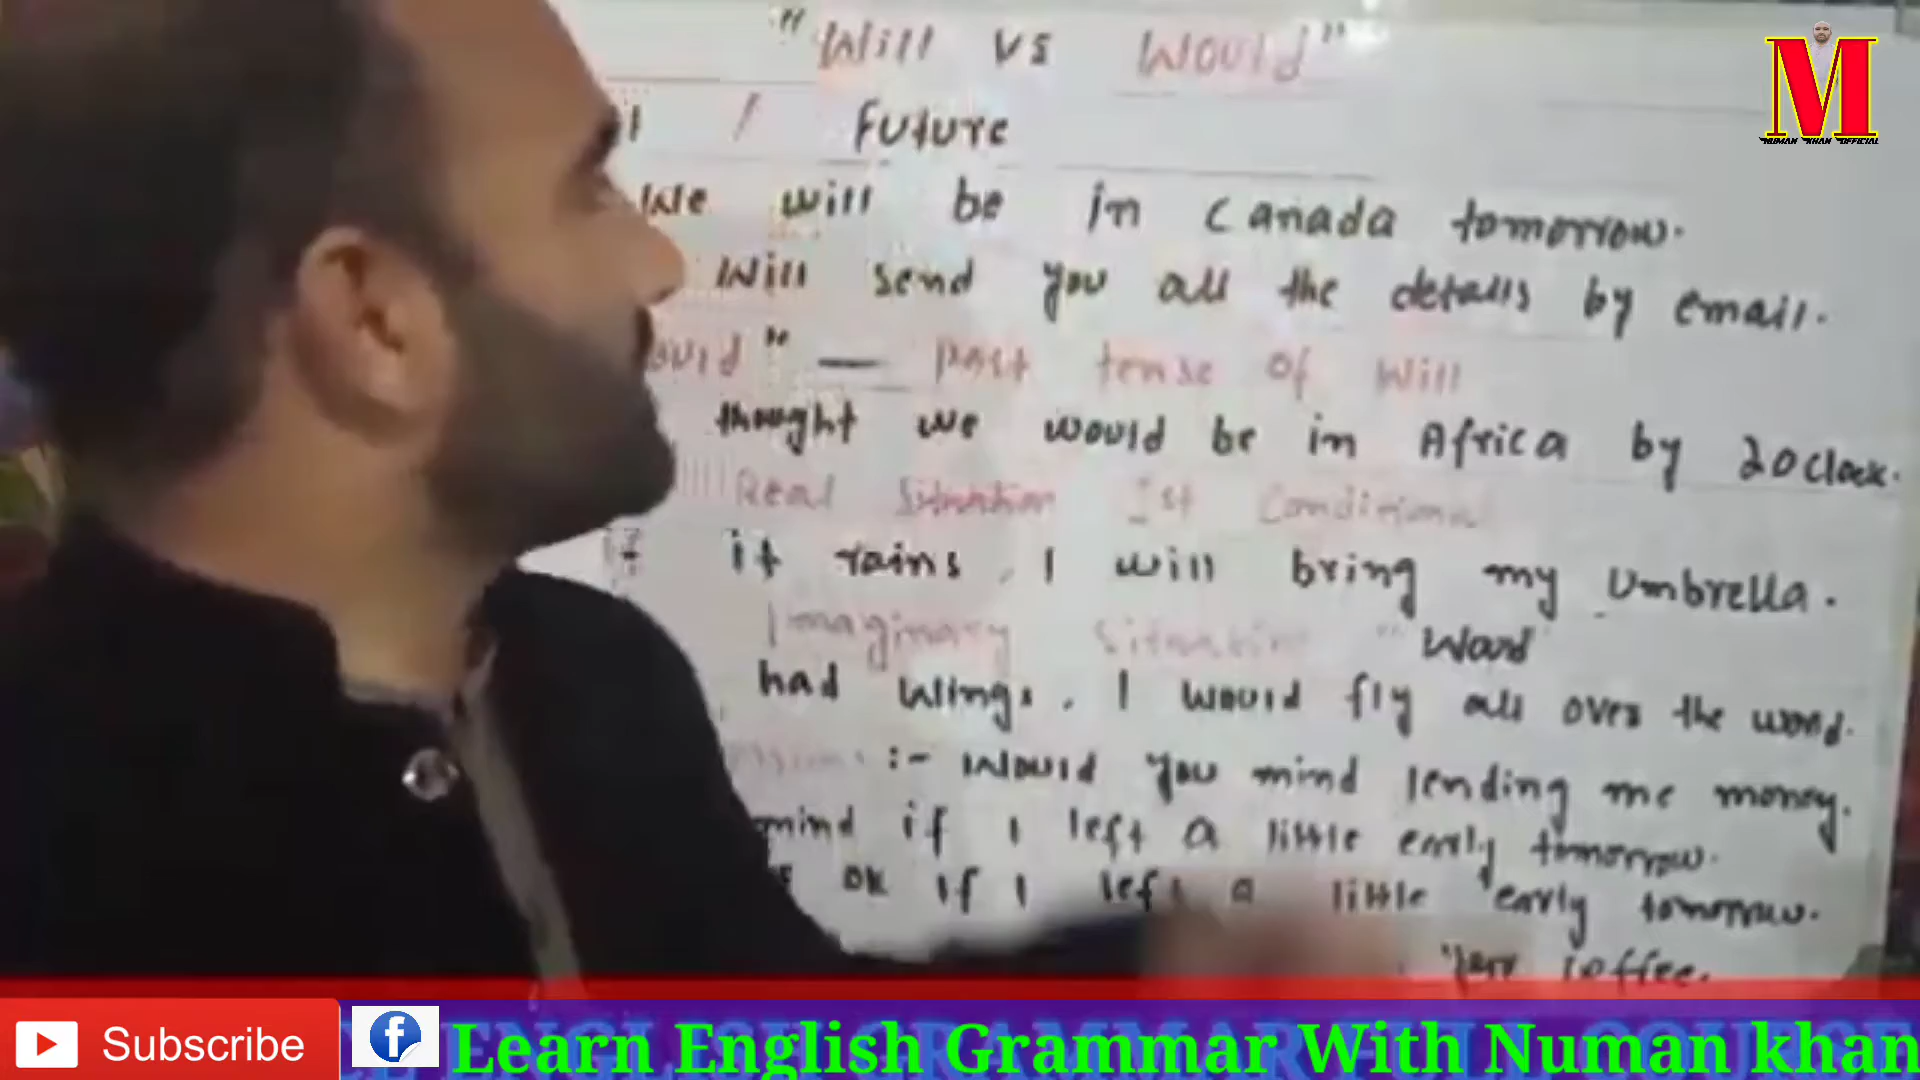 "Will vs Would"
/ Future
We will be in Canada tomorrow.
Will send you all the details by email.
" — past tense of Will
thought we would be in Africa by 2 O clock.
Real Situation 1st Conditional
if it rains, I will bring my umbrella.
Imaginary Situation "Would
had wings, I would fly all over the
:- Would you mind lending me money.
mind if I left a little early tomorrow.
ok if I left a little early tomorrow.
coffee.
M
NUMAN KHAN OFFICIAL
Subscribe
Learn English Grammar With Numan khan